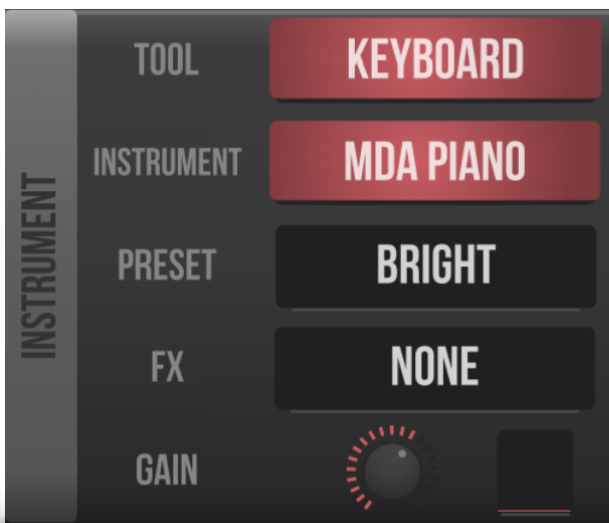 INSTRUMENT
TOOL KEYBOARD
INSTRUMENT MDA PIANO
PRESET BRIGHT
FX NONE
GAIN